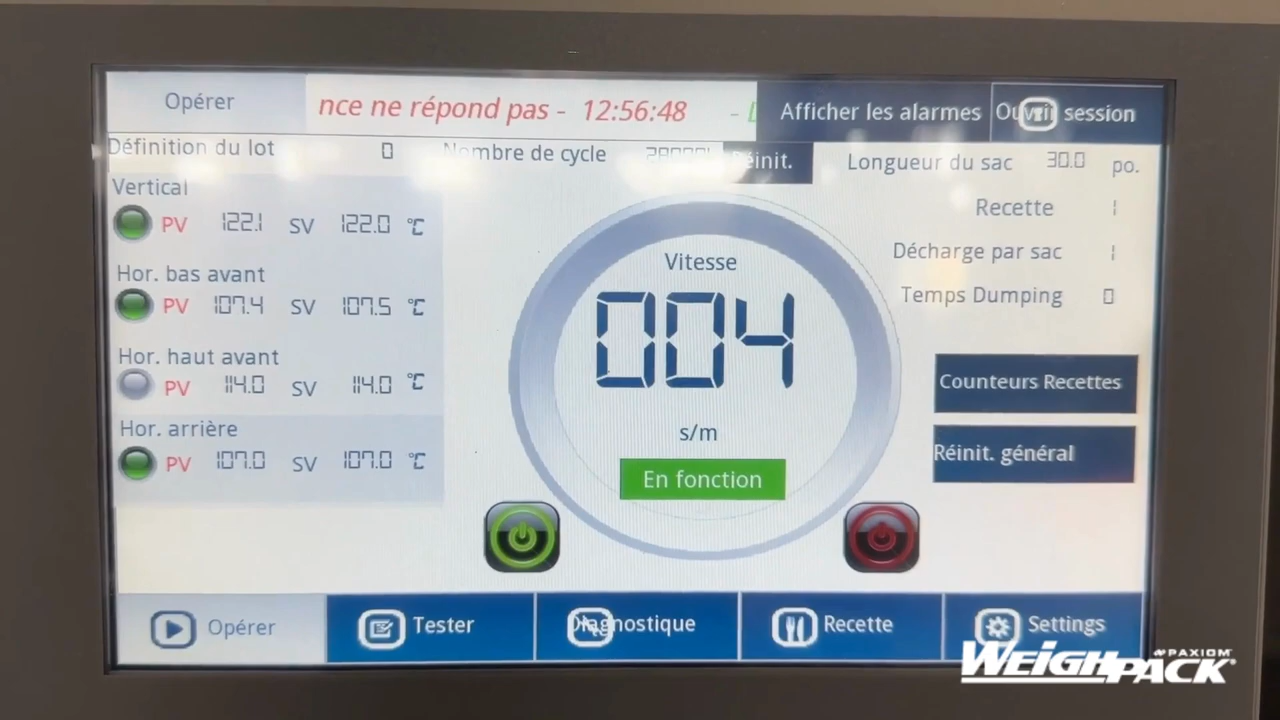 Opérer
nce ne répond pas - 12:56:48 -
Afficher les alarmes
Ouvrir session
Définition du lot 0
Nombre de cycle
Réinit.
Longueur du sac 30.0 po.
Vertical
PV 122.1 SV 122.0 °C
Recette 1
Hor. bas avant
PV 107.4 SV 107.5 °C
Décharge par sac 1
Temps Dumping 0
Hor. haut avant
PV 114.0 SV 114.0 °C
Hor. arrière
PV 107.0 SV 107.0 °C
Vitesse
004
s/m
En fonction
Counteurs Recettes
Réinit. général
Opérer
Tester
Diagnostique
Recette
Settings
WEIGHPACK
PAXIOM